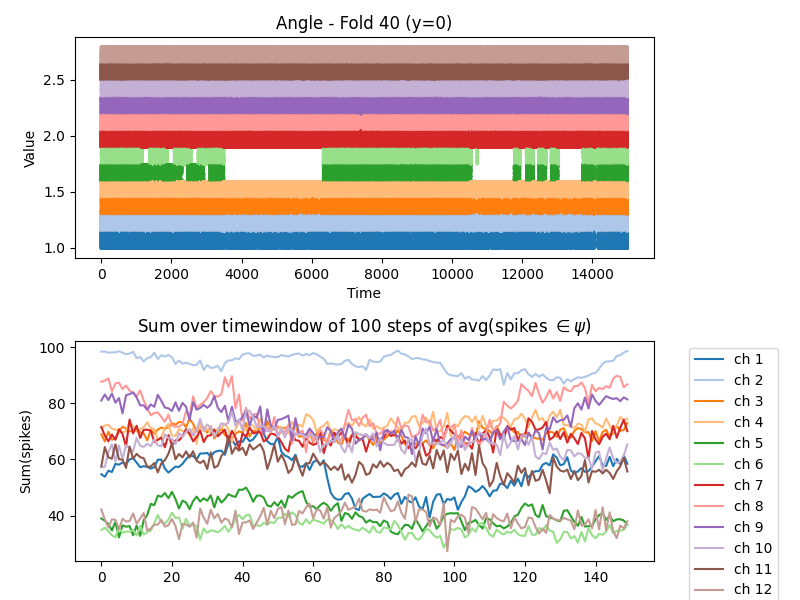 Angle - Fold 40 (y=0)
Value
2.5
2.0
1.5
1.0
0 2000 4000 6000 8000 10000 12000 14000
Time
Sum over timewindow of 100 steps of avg(spikes ∈ψ)
Sum(spikes)
100
80
60
40
0 20 40 60 80 100 120 140
ch 1
ch 2
ch 3
ch 4
ch 5
ch 6
ch 7
ch 8
ch 9
ch 10
ch 11
ch 12